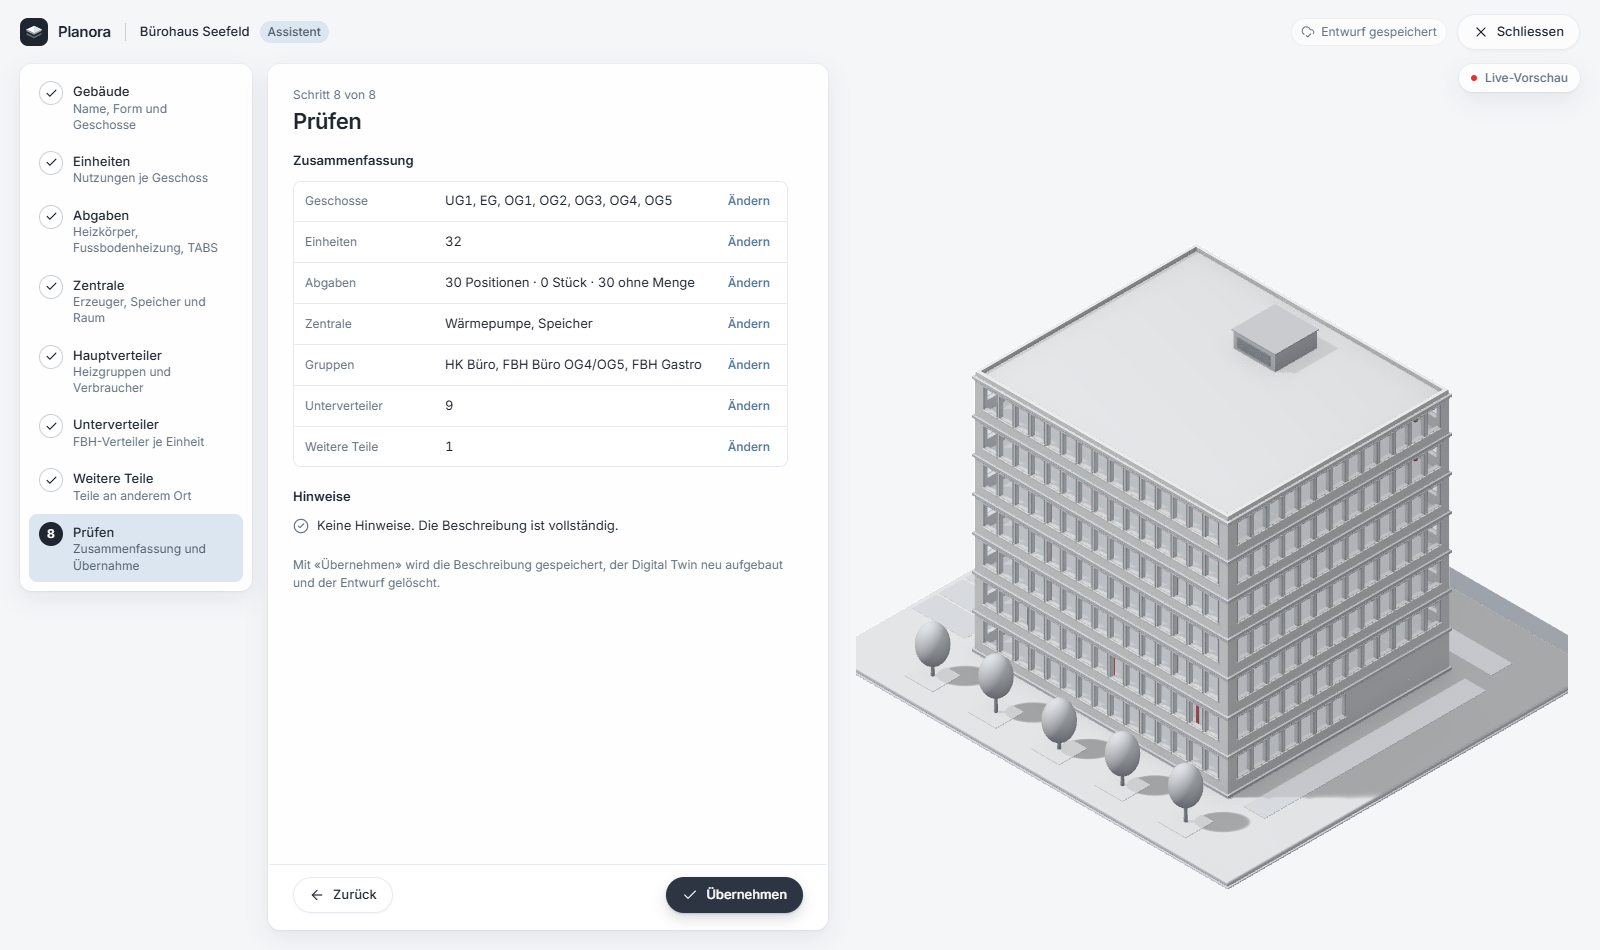 Planora
Bürohaus Seefeld
Assistent
Entwurf gespeichert
Schliessen
Live-Vorschau
Gebäude
Name, Form und
Geschosse
Einheiten
Nutzungen je Geschoss
Abgaben
Heizkörper,
Fussbodenheizung, TABS
Zentrale
Erzeuger, Speicher und
Raum
Hauptverteiler
Heizgruppen und
Verbraucher
Unterverteiler
FBH-Verteiler je Einheit
Weitere Teile
Teile an anderem Ort
8
Prüfen
Zusammenfassung und
Übernahme
Schritt 8 von 8
Prüfen
Zusammenfassung
Geschosse UG1, EG, OG1, OG2, OG3, OG4, OG5 Ändern
Einheiten 32 Ändern
Abgaben 30 Positionen · 0 Stück · 30 ohne Menge Ändern
Zentrale Wärmepumpe, Speicher Ändern
Gruppen HK Büro, FBH Büro OG4/OG5, FBH Gastro Ändern
Unterverteiler 9 Ändern
Weitere Teile 1 Ändern
Hinweise
Keine Hinweise. Die Beschreibung ist vollständig.
Mit «Übernehmen» wird die Beschreibung gespeichert, der Digital Twin neu aufgebaut
und der Entwurf gelöscht.
Zurück
Übernehmen